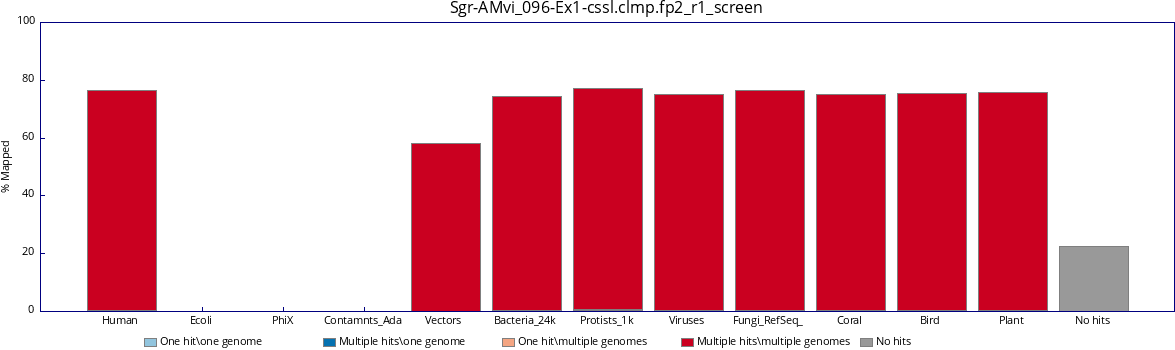 Sgr-AMvi_096-Ex1-cssl.clmp.fp2_r1_screen
100
80
60
40
20
0
% Mapped
Human Ecoli PhiX Contamnts_Ada Vectors Bacteria_24k Protists_1k Viruses Fungi_RefSeq_ Coral Bird Plant No hits
One hit\one genome Multiple hits\one genome One hit\multiple genomes Multiple hits\multiple genomes No hits